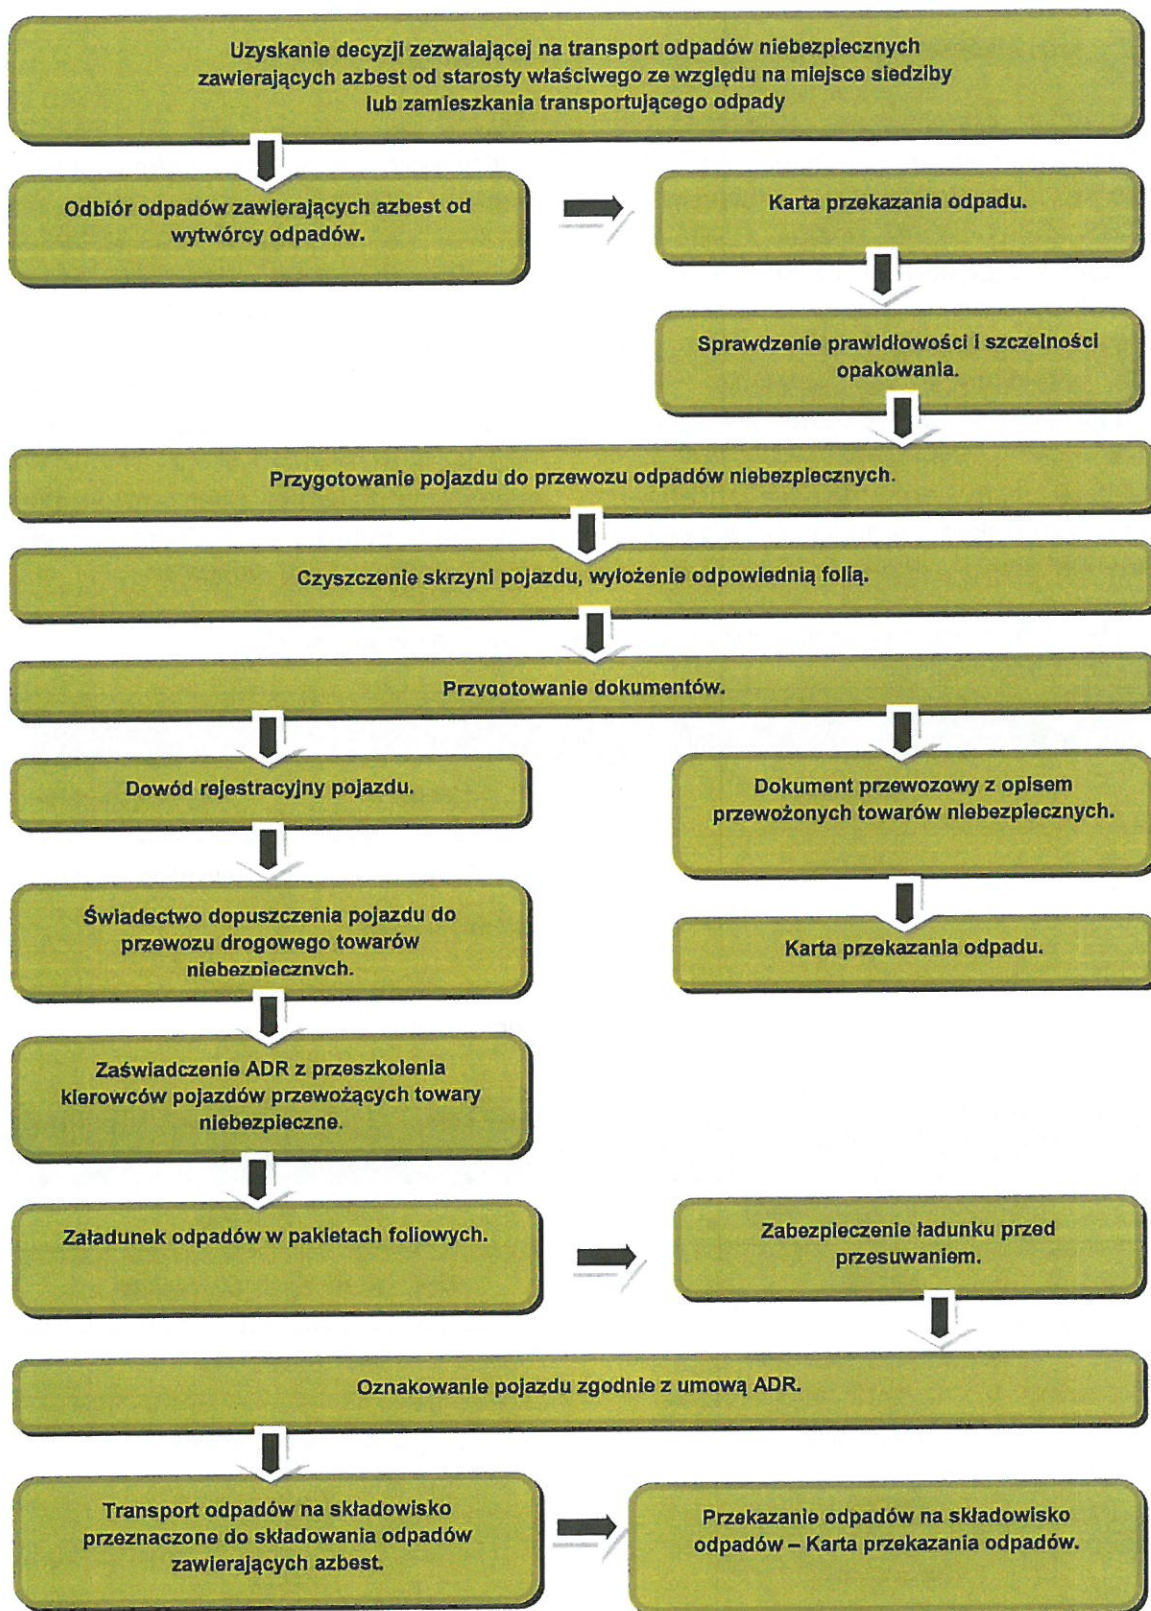 Uzyskanie decyzji zezwalającej na transport odpadów niebezpiecznych
zawierających azbest od starosty właściwego ze względu na miejsce siedziby
lub zamieszkania transportującego odpady
Odbiór odpadów zawierających azbest od
wytwórcy odpadów.
Karta przekazania odpadu.
Sprawdzenie prawidłowości i szczelności
opakowania.
Przygotowanie pojazdu do przewozu odpadów niebezpiecznych.
Czyszczenie skrzyni pojazdu, wyłożenie odpowiednią folią.
Przygotowanie dokumentów.
Dowód rejestracyjny pojazdu.
Dokument przewozowy z opisem
przewożonych towarów niebezpiecznych.
Świadectwo dopuszczenia pojazdu do
przewozu drogowego towarów
niebezpiecznych.
Karta przekazania odpadu.
Zaświadczenie ADR z przeszkolenia
kierowców pojazdów przewożących towary
niebezpieczne.
Załadunek odpadów w pakietach foliowych.
Zabezpieczenie ładunku przed
przesuwaniem.
Oznakowanie pojazdu zgodnie z umową ADR.
Transport odpadów na składowisko
przeznaczone do składowania odpadów
zawierających azbest.
Przekazanie odpadów na składowisko
odpadów – Karta przekazania odpadów.